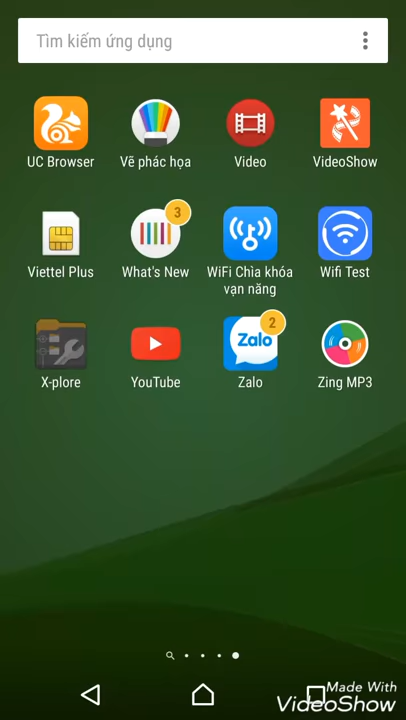 Tìm kiếm ứng dụng
UC Browser
Vẽ phác họa
Video
VideoShow
3
Viettel Plus
What's New
WiFi Chìa khóa
vạn năng
Wifi Test
2
Zalo
X-plore
YouTube
Zalo
Zing MP3
Made With
VideoShow